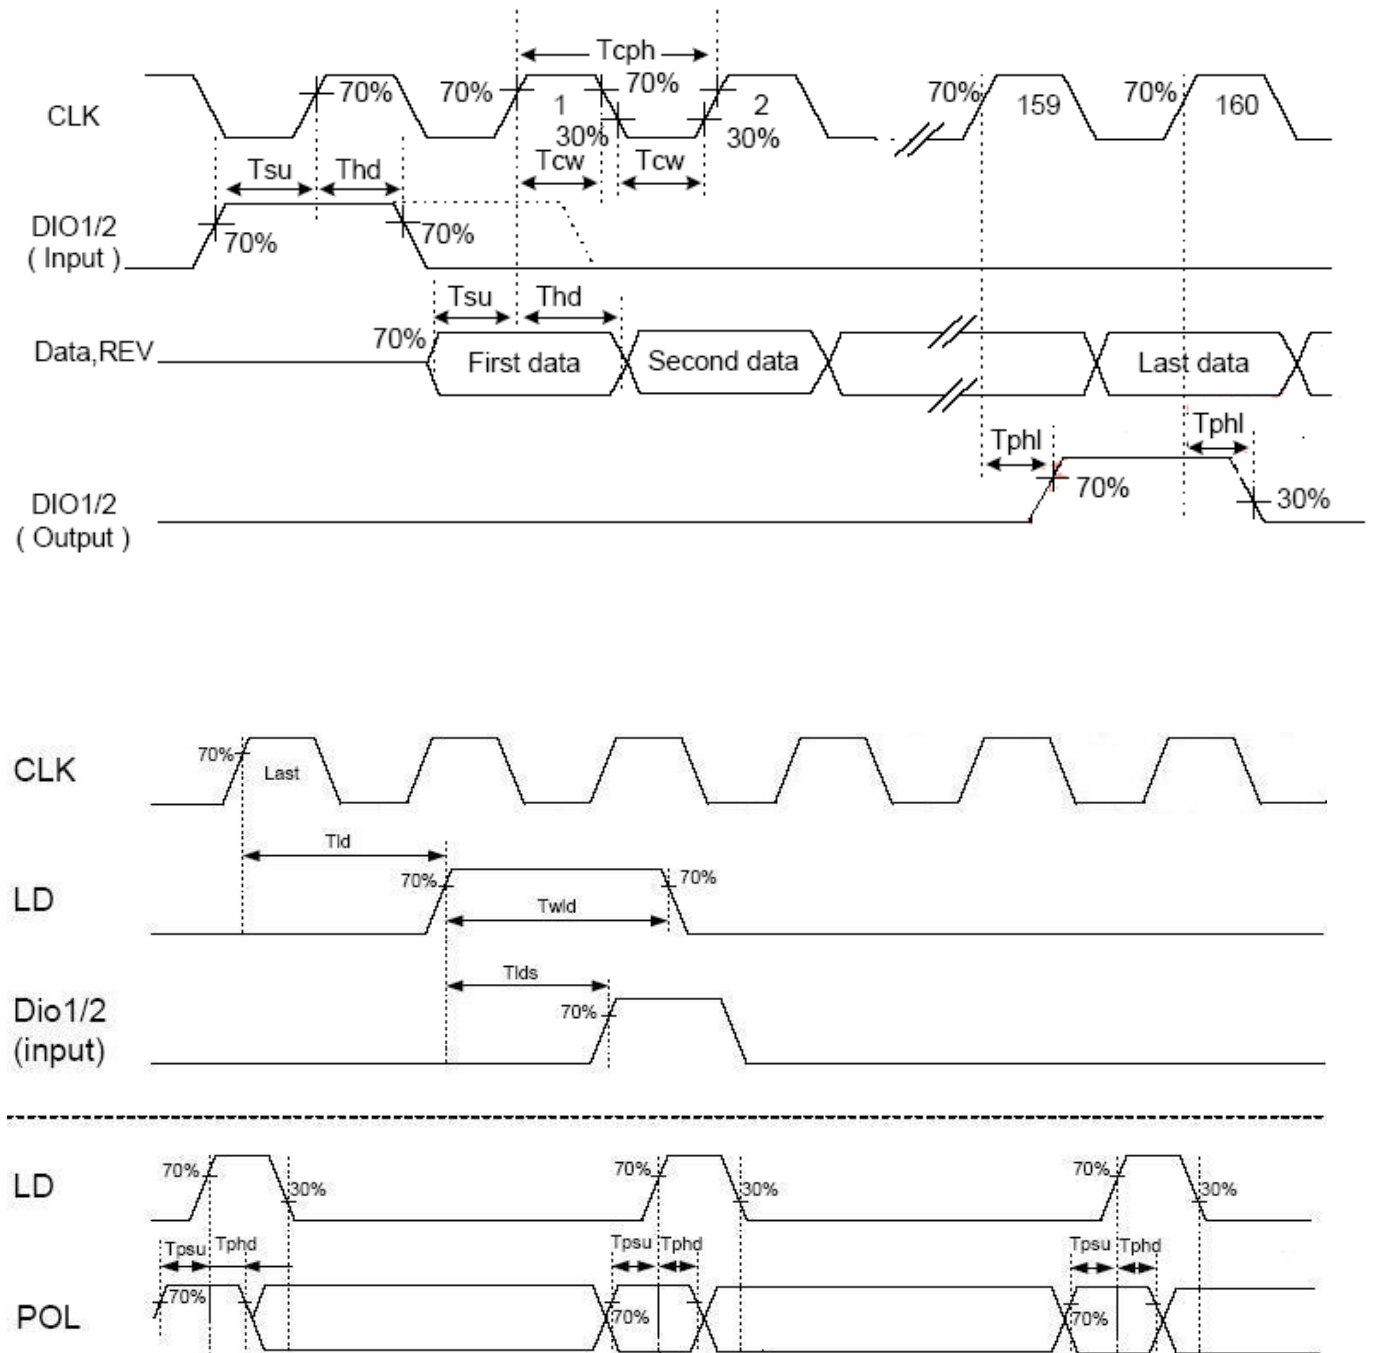 Tcph
70% 70% 70% 70% 70%
CLK 1 2 159 160
30% 30%
Tsu Thd Tcw Tcw
DIO1/2
( Input )
70% 70%
Tsu Thd
70%
Data,REV First data Second data Last data
Tphl Tphl
DIO1/2
( Output )
70% 30%
70%
CLK Last
Tld
70% 70%
LD
Twld
Tlds
Dio1/2
(input)
70%
70% 70% 70%
LD 30% 30% 30%
Tpsu Tphd Tpsu Tphd Tpsu Tphd
70% 70% 70%
POL